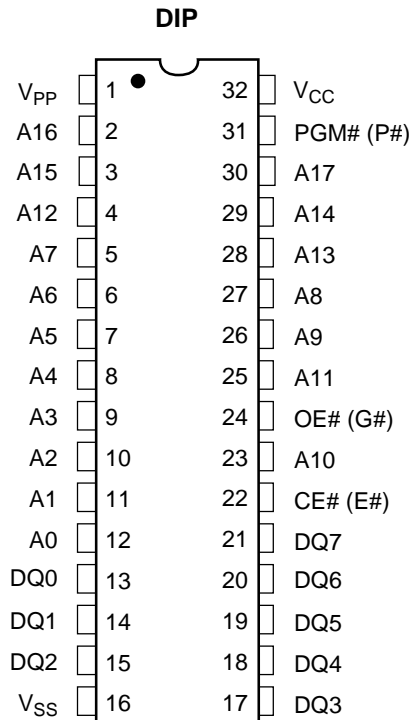 DIP
VPP 1 32 VCC
A16 2 31 PGM# (P#)
A15 3 30 A17
A12 4 29 A14
A7 5 28 A13
A6 6 27 A8
A5 7 26 A9
A4 8 25 A11
A3 9 24 OE# (G#)
A2 10 23 A10
A1 11 22 CE# (E#)
A0 12 21 DQ7
DQ0 13 20 DQ6
DQ1 14 19 DQ5
DQ2 15 18 DQ4
VSS 16 17 DQ3